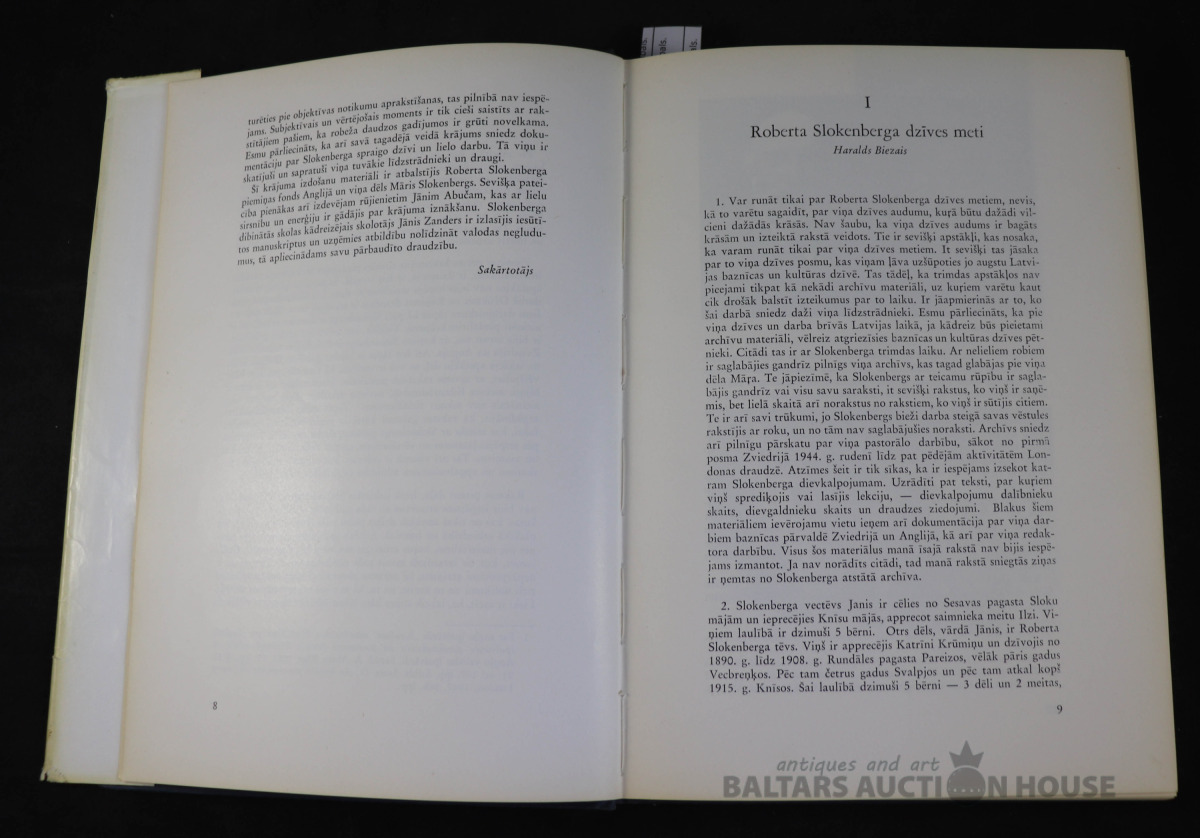 turēties pie objektīvas notikumu aprakstīšanas, tas pilnībā nav iespē-
jams. Subjektīvais un vērtējošais moments ir tik cieši saistīts ar rak-
stītājiem pašiem, ka robeža daudzos gadījumos ir grūti novelkama.
Esmu pārliecināts, ka arī savā tagadējā veidā krājums sniedz doku-
mentāciju par Slokenberga spraigo dzīvi un lielo darbu. Tā viņu ir
skatījuši un sapratuši viņa tuvākie līdzstrādnieki un draugi.
Šī krājuma izdošanu materiāli ir atbalstījis Roberta Slokenberga
piemiņas fonds Anglijā un viņa dēls Māris Slokenbergs. Sevišķa patei-
cība pienākas arī izdevējam rūjienietim Jānim Abučam, kas ar lielu
sirsnību un enerģiju ir gādājis par krājuma iznākšanu. Slokenberga
dibinātās skolas kādreizējais skolotājs Jānis Zanders ir izlasījis iesūtī-
tos manuskriptus un uzņēmies atbildību nolīdzināt valodas negludu-
mus, tā apliecinādams savu pārbaudīto draudzību.
Sakārtotājs
8
I
Roberta Slokenberga dzīves meti
Haralds Biezais
1. Var runāt tikai par Roberta Slokenberga dzīves metiem, nevis,
kā to varētu sagaidīt, par viņa dzīves audumu, kuŗā būtu dažādi vil-
cieni dažādās krāsās. Nav šaubu, ka viņa dzīves audums ir bagāts
krāsām un izteiktā rakstā veidots. Tie ir sevišķi apstākļi, kas nosaka,
ka varam runāt tikai par viņa dzīves metiem. It sevišķi tas jāsaka
par to viņa dzīves posmu, kas viņam ļāva uzšūpoties jo augstu Latvi-
jas baznīcas un kultūras dzīvē. Tas tādēļ, ka trimdas apstākļos nav
pieejami tikpat kā nekādi archīvu materiāli, uz kuŗiem varētu kaut
cik drošāk balstīt izteikumus par to laiku. Ir jāapmierinās ar to, ko
šai darbā sniedz daži viņa līdzstrādnieki. Esmu pārliecināts, ka pie
viņa dzīves un darba brīvās Latvijas laikā, ja kādreiz būs pieietami
archīvu materiāli, vēlreiz atgriezīsies baznīcas un kultūras dzīves pēt-
nieki. Citādi tas ir ar Slokenberga trimdas laiku. Ar nelieliem robiem
ir saglabājies gandrīz pilnīgs viņa archīvs, kas tagad glabājas pie viņa
dēla Māŗa. Te jāpiezīmē, ka Slokenbergs ar teicamu rūpību ir sagla-
bājis gandrīz vai visu savu saraksti, it sevišķi rakstus, ko viņš ir saņē-
mis, bet lielā skaitā arī norakstus no rakstiem, ko viņš ir sūtījis citiem.
Te ir arī savi trūkumi, jo Slokenbergs bieži darba steigā savas vēstules
rakstījis ar roku, un no tām nav saglabājušies noraksti. Archīvs sniedz
arī pilnīgu pārskatu par viņa pastorālo darbību, sākot no pirmā
posma Zviedrijā 1944. g. rudenī līdz pat pēdējām aktivitātēm Lon-
donas draudzē. Atzīmes šeit ir tik sīkas, ka ir iespējams izsekot kat-
ram Slokenberga dievkalpojumam. Uzrādīti pat teksti, par kuŗiem
viņš sprediķojis vai lasījis lekciju, — dievkalpojumu dalībnieku
skaits, dievgaldnieku skaits un draudzes ziedojumi. Blakus šiem
materiāliem ievērojamu vietu ieņem arī dokumentācija par viņa dar-
biem baznīcas pārvaldē Zviedrijā un Anglijā, kā arī par viņa redak-
tora darbību. Visus šos materiālus manā īsajā rakstā nav bijis iespē-
jams izmantot. Ja nav norādīts citādi, tad manā rakstā sniegtās ziņas
ir ņemtas no Slokenberga atstātā archīva.
2. Slokenberga vectēvs Janis ir cēlies no Sesavas pagasta Sloku
mājām un ieprecējies Knīsu mājās, apprecot saimnieka meitu Ilzi. Vi-
ņiem laulībā ir dzimuši 5 bērni. Otrs dēls, vārdā Jānis, ir Roberta
Slokenberga tēvs. Viņš ir apprecējis Katrīni Krūmiņu un dzīvojis no
1890. g. līdz 1908. g. Rundāles pagasta Pareizos, vēlāk pāris gadus
Vecbreņķos. Pēc tam četrus gadus Svalpjos un pēc tam atkal kopš
1915. g. Knīsos. Šai laulībā dzimuši 5 bērni — 3 dēli un 2 meitas,
9
antiques and art
BALTARS AUCTION HOUSE